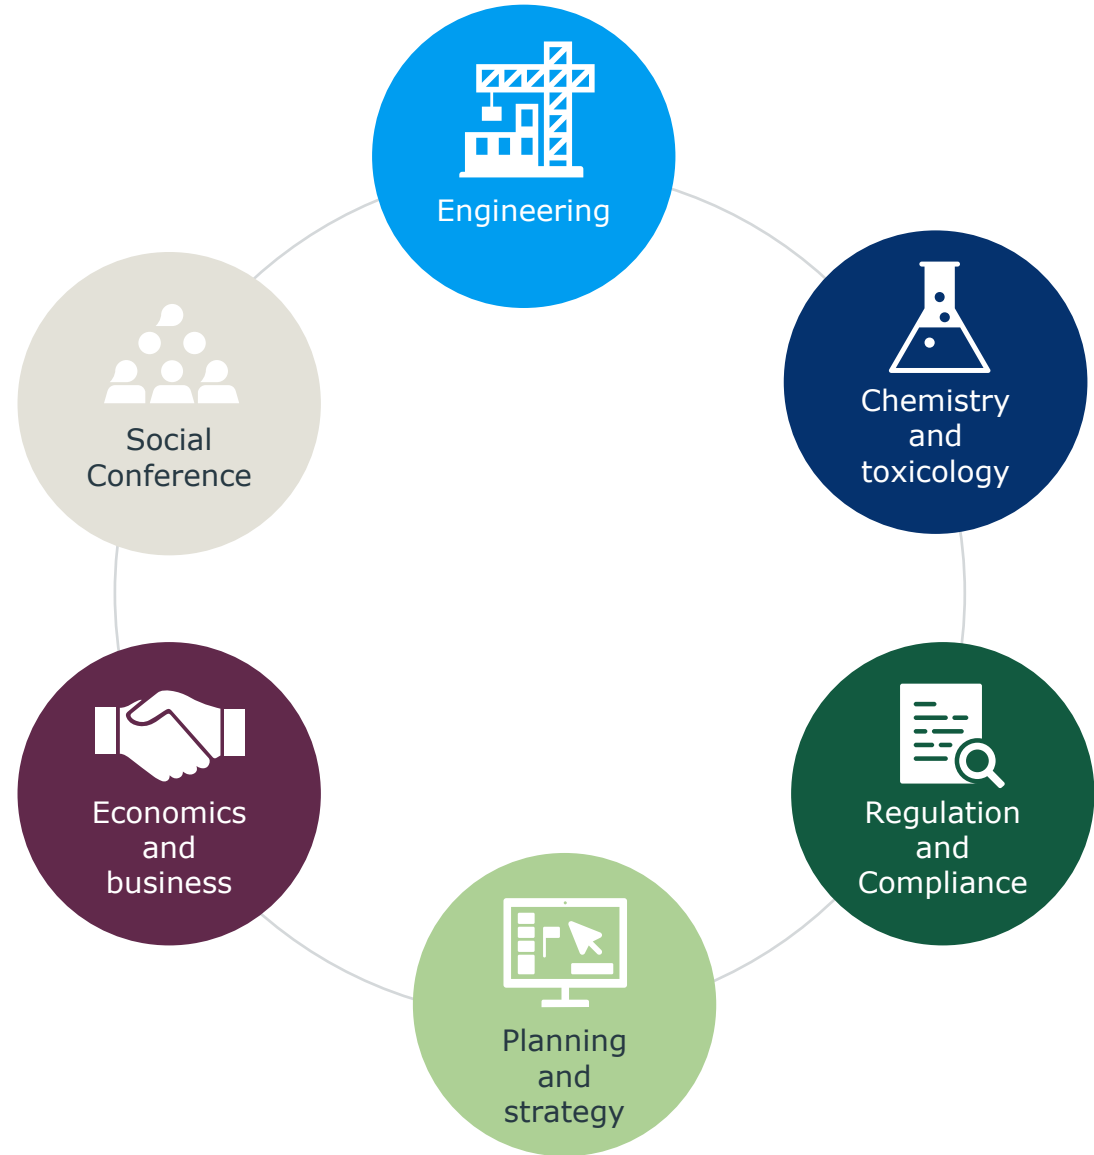 Engineering
Chemistry
and
toxicology
Regulation
and
Compliance
Planning
and
strategy
Economics
and
business
Social
Conference